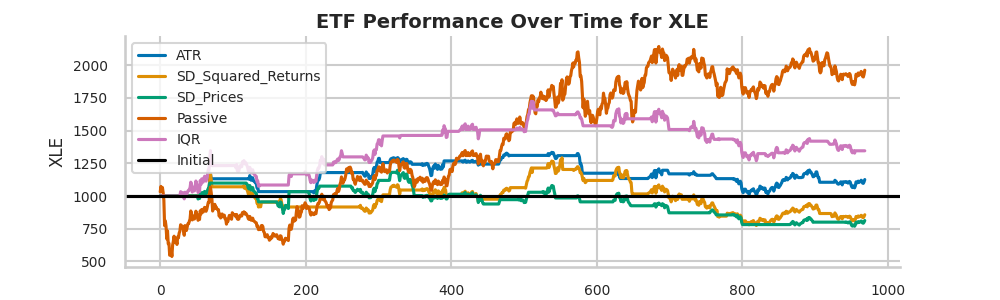 ETF Performance Over Time for XLE
XLE
2000
1750
1500
1250
1000
750
500
ATR
SD_Squared_Returns
SD_Prices
Passive
IQR
Initial
0
200
400
600
800
1000